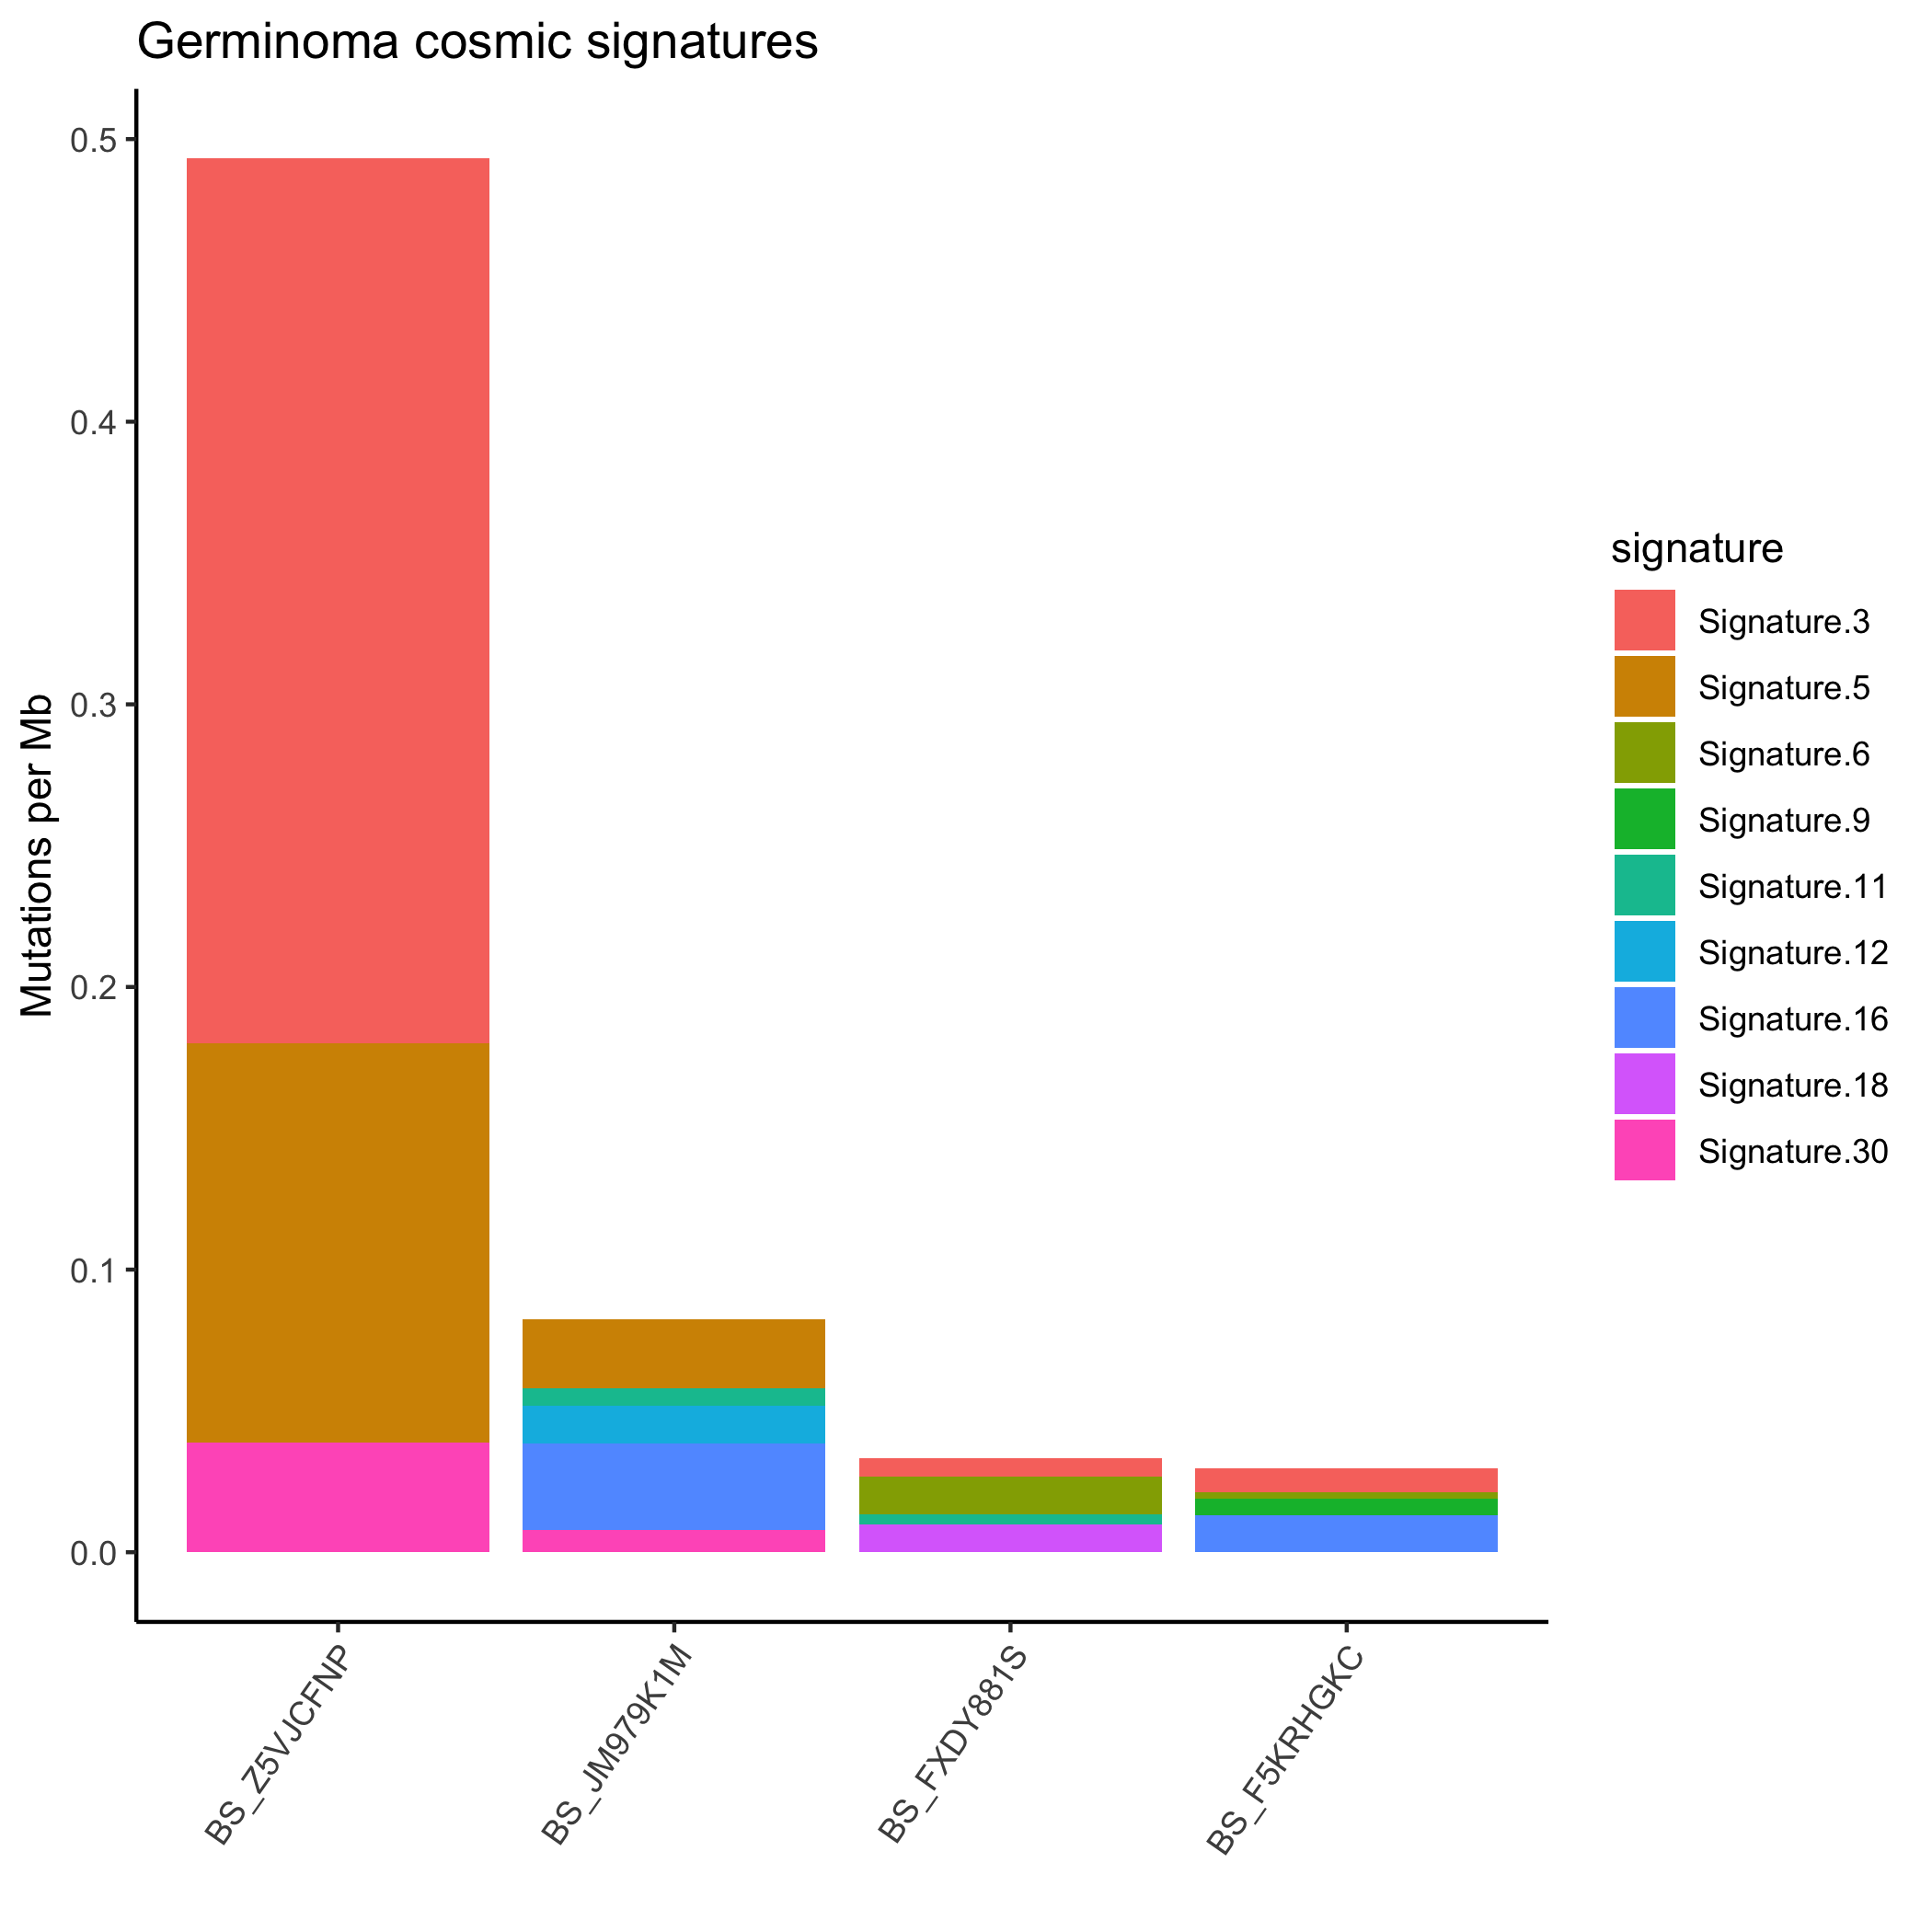 Germinoma cosmic signatures
Mutations per Mb
0.5
0.4
0.3
0.2
0.1
0.0
BS_Z5VJCFNP
BS_JM979K1M
BS_FXDY881S
BS_F5KRHGKC
signature
Signature.3
Signature.5
Signature.6
Signature.9
Signature.11
Signature.12
Signature.16
Signature.18
Signature.30